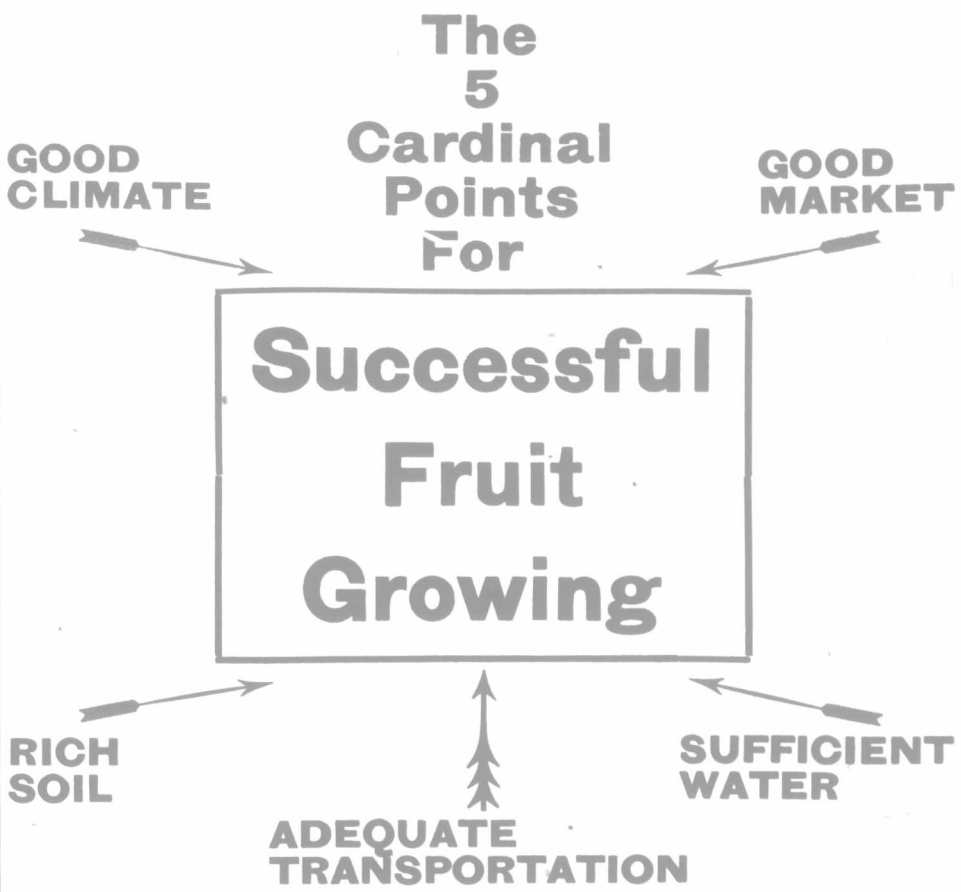 The
5
Cardinal
Points
For
GOOD
CLIMATE
GOOD
MARKET
Successful
Fruit
Growing
RICH
SOIL
ADEQUATE
TRANSPORTATION
SUFFICIENT
WATER